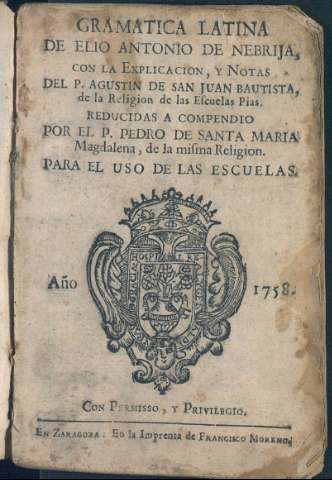 GRAMATICA LATINA
DE ELIO ANTONIO DE NEBRIJA,
CON LA EXPLICACION, Y NOTAS
DEL P. AGUSTIN DE SAN JUAN BAUTISTA,
de la Religion de las Escuelas Pias.
REDUCIDAS A COMPENDIO
POR EL P. PEDRO DE SANTA MARIA
Magdalena, de la misma Religion.
PARA EL USO DE LAS ESCUELAS.
Año 1758.
CON PERMISSO, Y PRIVILEGIO.
EN ZARAGOZA: En la Imprenta de FRANCISCO MORENO.